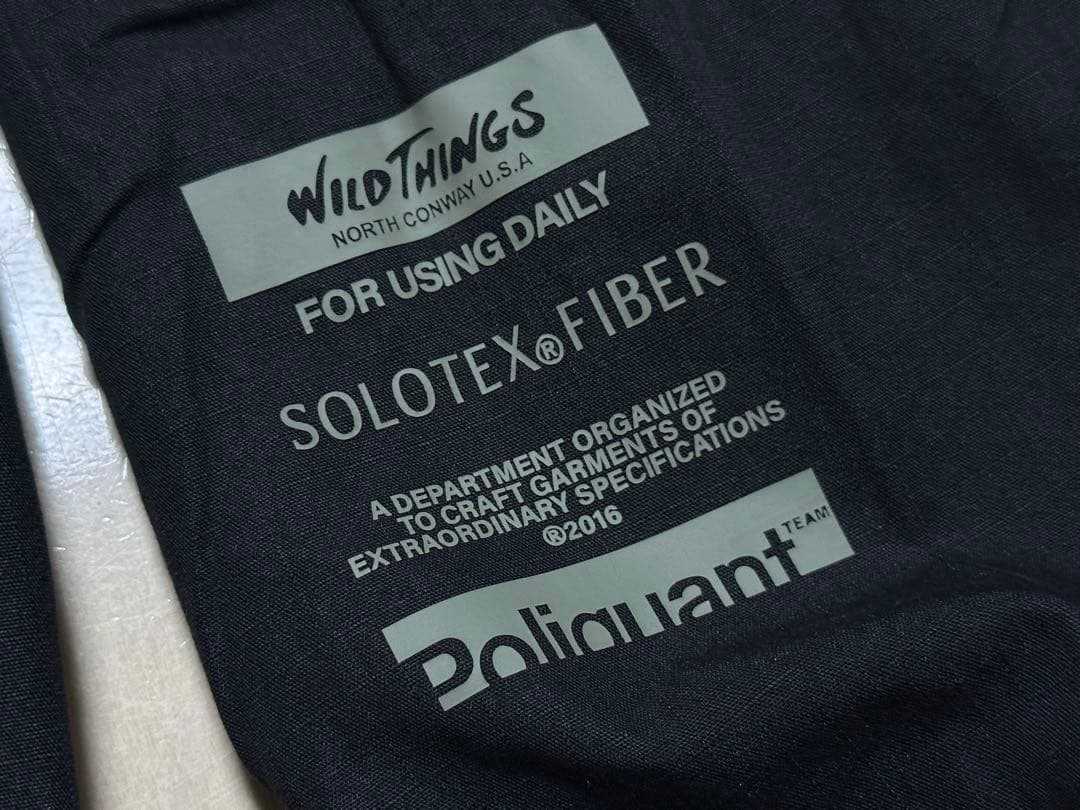 WILD THINGS
NORTH CONWAY U.S.A
FOR USING DAILY
SOLOTEX®FIBER
A DEPARTMENT ORGANIZED
TO CRAFT GARMENTS OF
EXTRAORDINARY SPECIFICATIONS
®2016
Poliquant TEAM